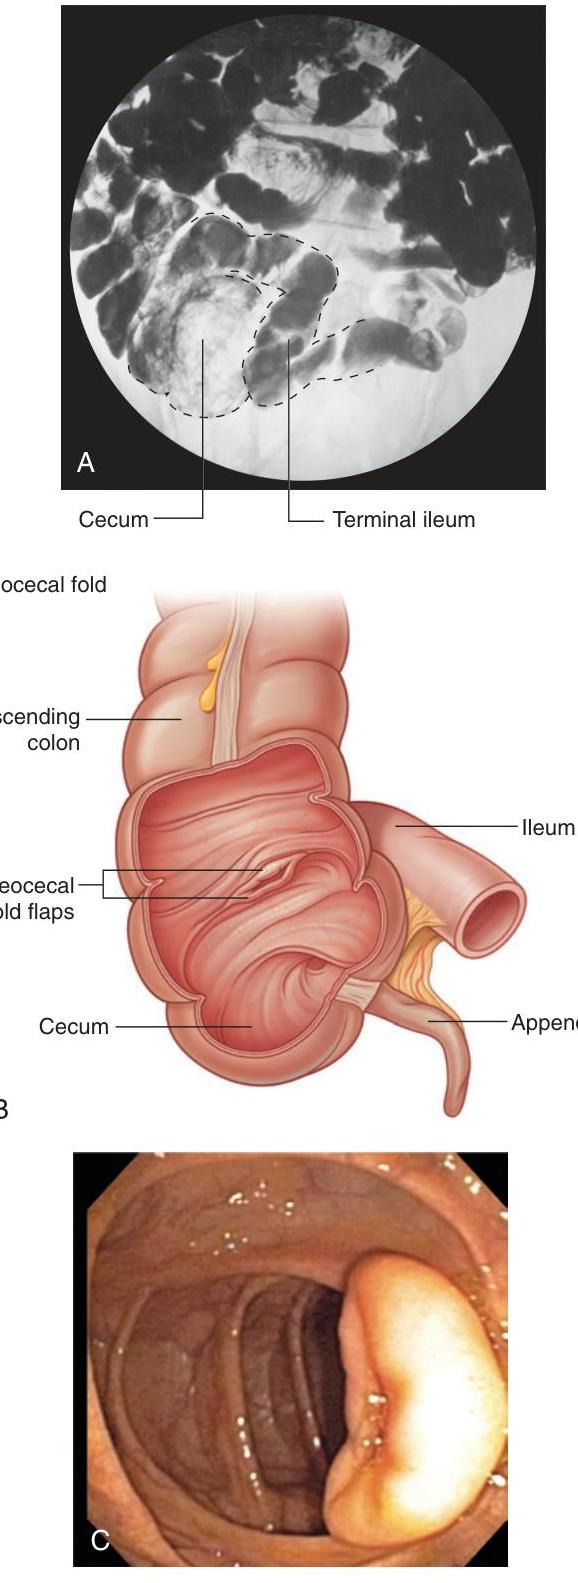 A
Cecum
Terminal ileum
ocecal fold
scending
colon
Ileum
eocecal
old flaps
Cecum
Appen
B
C